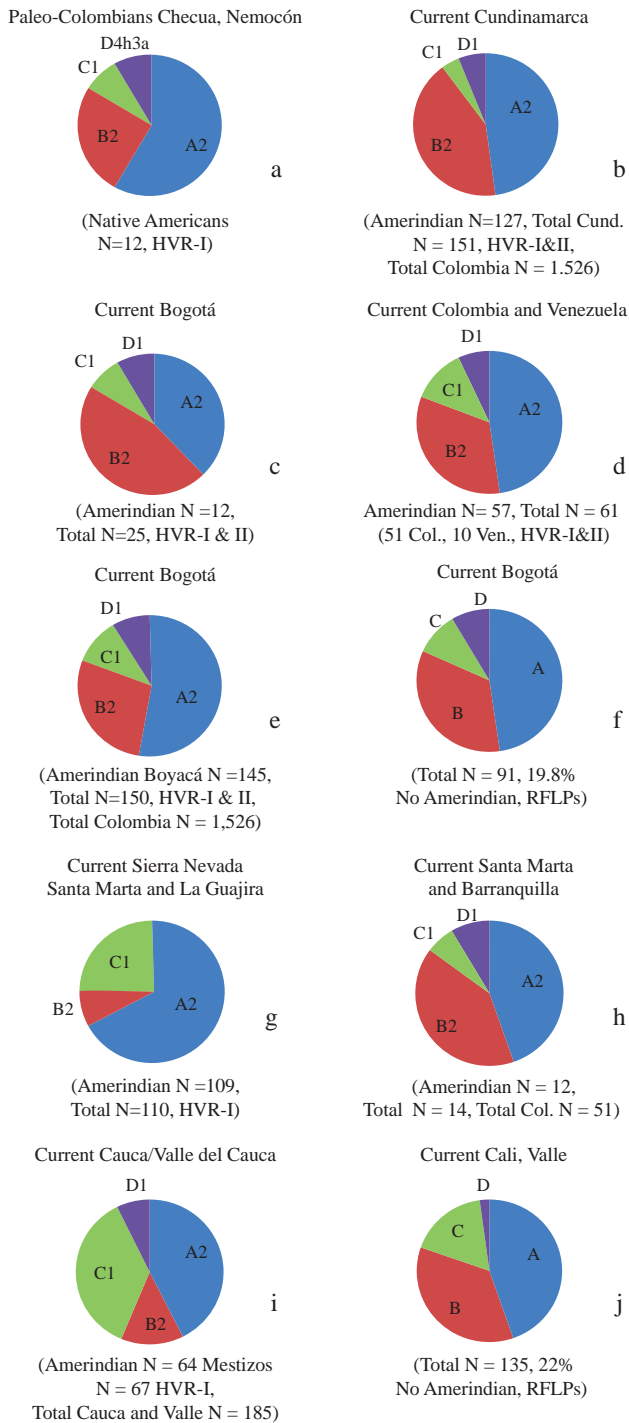 Paleo-Colombians Checua, Nemocón
D4h3a
C1
B2
A2
a
(Native Americans
N=12, HVR-I)
Current Cundinamarca
D1
C1
A2
B2
b
(Amerindian N=127, Total Cund.
N = 151, HVR-I&II,
Total Colombia N = 1.526)
Current Bogotá
D1
C1
A2
B2
c
(Amerindian N =12,
Total N=25, HVR-I & II)
Current Colombia and Venezuela
D1
C1
A2
B2
d
Amerindian N= 57, Total N = 61
(51 Col., 10 Ven., HVR-I&II)
Current Bogotá
D1
C1
B2
A2
e
(Amerindian Boyacá N =145,
Total N=150, HVR-I & II,
Total Colombia N = 1,526)
Current Bogotá
D
C
A
B
f
(Total N = 91, 19.8%
No Amerindian, RFLPs)
Current Sierra Nevada
Santa Marta and La Guajira
C1
A2
B2
g
(Amerindian N =109,
Total N=110, HVR-I)
Current Santa Marta
and Barranquilla
D1
C1
A2
B2
h
(Amerindian N = 12,
Total N = 14, Total Col. N = 51)
Current Cauca/Valle del Cauca
D1
A2
C1
B2
i
(Amerindian N = 64 Mestizos
N = 67 HVR-I,
Total Cauca and Valle N = 185)
Current Cali, Valle
D
C
A
B
j
(Total N = 135, 22%
No Amerindian, RFLPs)